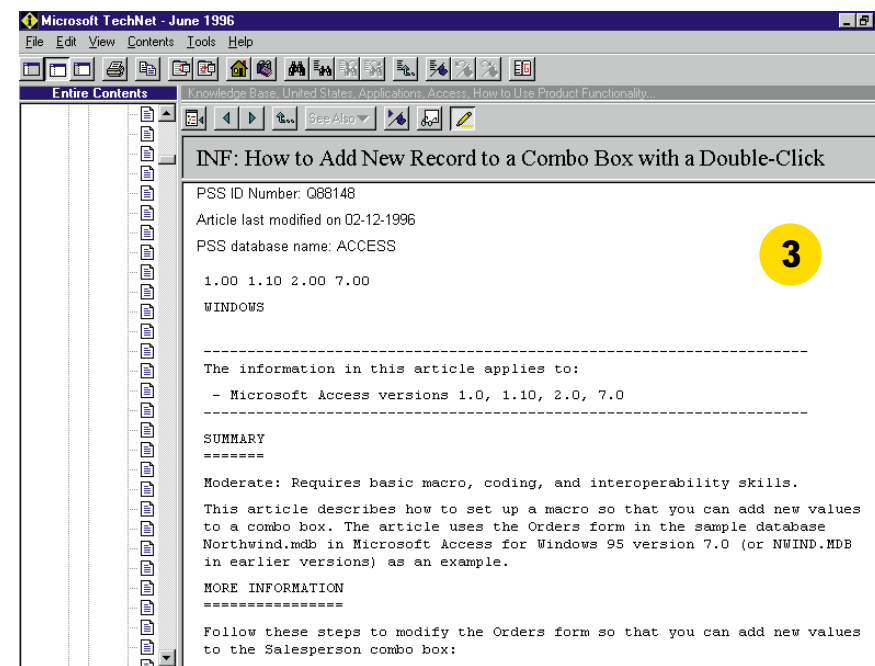 Microsoft TechNet - June 1996
File Edit View Contents Tools Help
Entire Contents
Knowledge Base, United States, Applications, Access, How to Use Product Functionality...
See Also
INF: How to Add New Record to a Combo Box with a Double-Click
PSS ID Number: Q88148
Article last modified on 02-12-1996
PSS database name: ACCESS
3
1.00 1.10 2.00 7.00
WINDOWS
---------------------------------------------------------------------
The information in this article applies to:
- Microsoft Access versions 1.0, 1.10, 2.0, 7.0
---------------------------------------------------------------------
SUMMARY
=======
Moderate: Requires basic macro, coding, and interoperability skills.
This article describes how to set up a macro so that you can add new values
to a combo box. The article uses the Orders form in the sample database
Northwind.mdb in Microsoft Access for Windows 95 version 7.0 (or NWIND.MDB
in earlier versions) as an example.
MORE INFORMATION
================
Follow these steps to modify the Orders form so that you can add new values
to the Salesperson combo box: